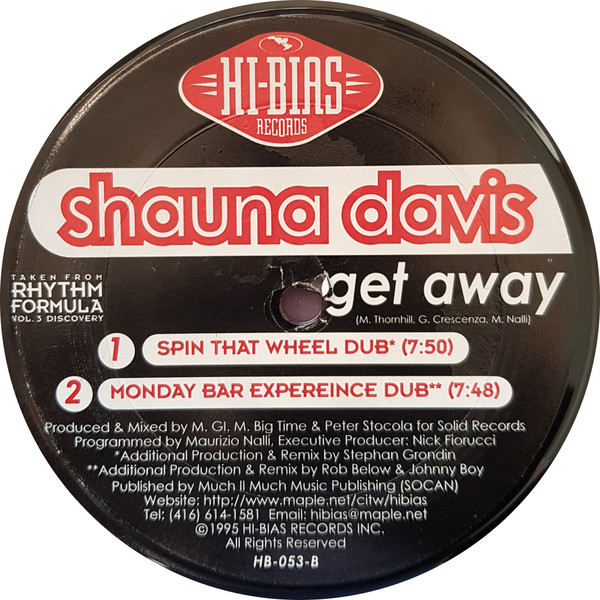 HI-BIAS
RECORDS
shauna davis
TAKEN FROM
RHYTHM
FORMULA
VOL. 3 DISCOVERY
get away
(M. Thornhill, G. Crescenza, M. Nalli)
1 SPIN THAT WHEEL DUB* (7:50)
2 MONDAY BAR EXPEREINCE DUB** (7:48)
Produced & Mixed by M. GI. M. Big Time & Peter Stocola for Solid Records
Programmed by Maurizio Nalli, Executive Producer: Nick Fiorucci
*Additional Production & Remix by Stephan Grondin
**Additional Production & Remix by Rob Below & Johnny Boy
Published by Much II Much Music Publishing (SOCAN)
Website: http://www.maple.net/citw/hibias
Tel: (416) 614-1581 Email: hibias@maple.net
©1995 HI-BIAS RECORDS INC.
All Rights Reserved
HB-053-B